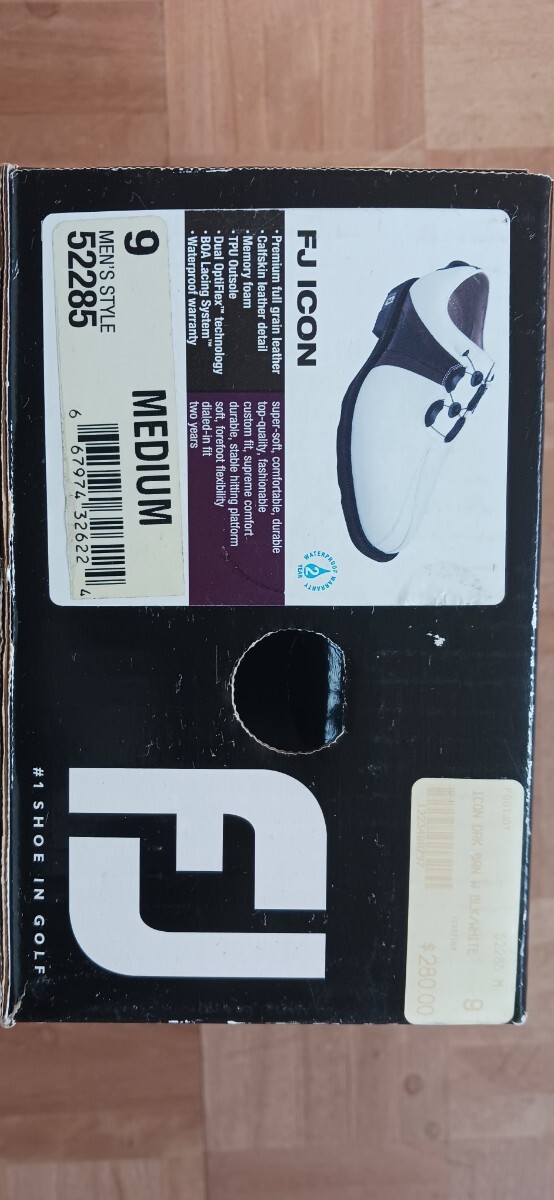 FJ ICON
• Premium full grain leather
• Calfskin leather detail
• Memory foam
• TPU Outsole
• Dual OptiFlex™ technology
• BOA Lacing System™
• Waterproof warranty
super-soft, comfortable, durable
top-quality, fashionable
custom fit, supreme comfort
durable, stable hitting platform
soft, forefoot flexibility
dialed-in fit
two years
WATERPROOF WARRANTY
2
YEAR
9
MEDIUM
MEN'S STYLE
52285
6 67974 32622 4
52285 M
9
$280.00
FJ
#1 SHOE IN GOLF